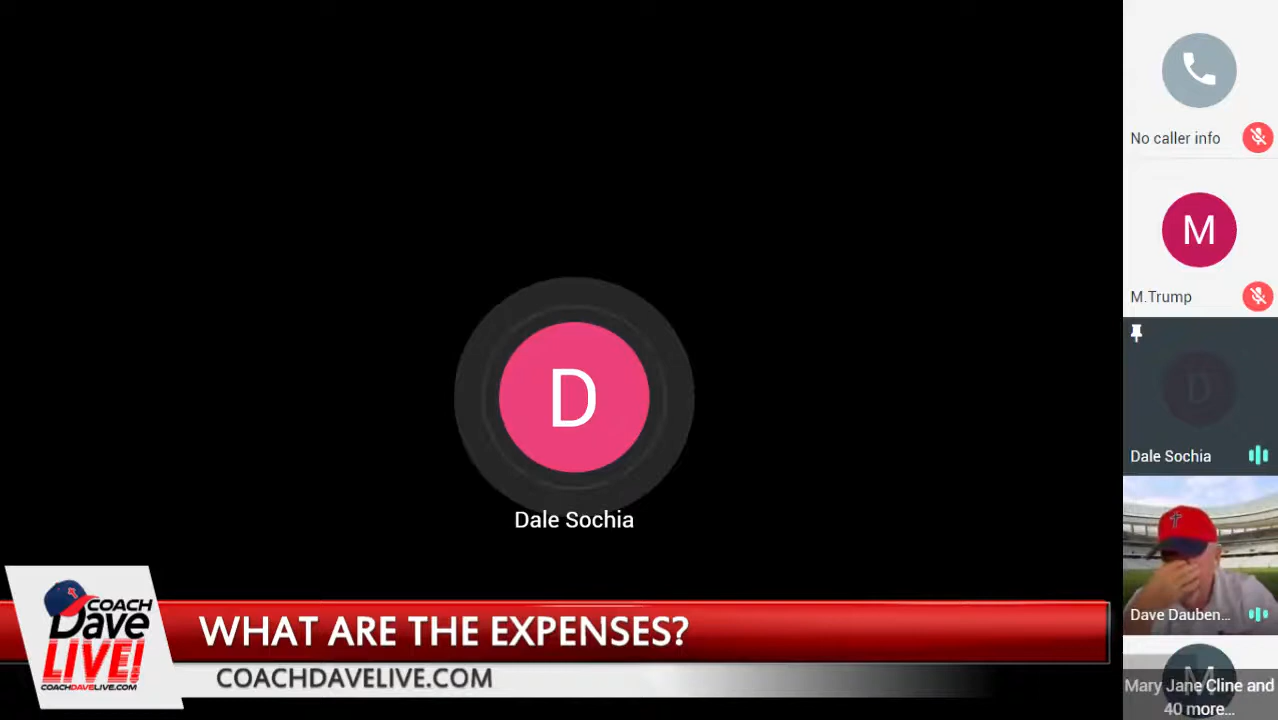 No caller info
M
M.Trump
D
Dale Sochia
D
Dale Sochia
Dave Dauben...
M
Mary Jane Cline and
40 more...
COACH
Dave
LIVE!
COACHDAVELIVE.COM
WHAT ARE THE EXPENSES?
COACHDAVELIVE.COM